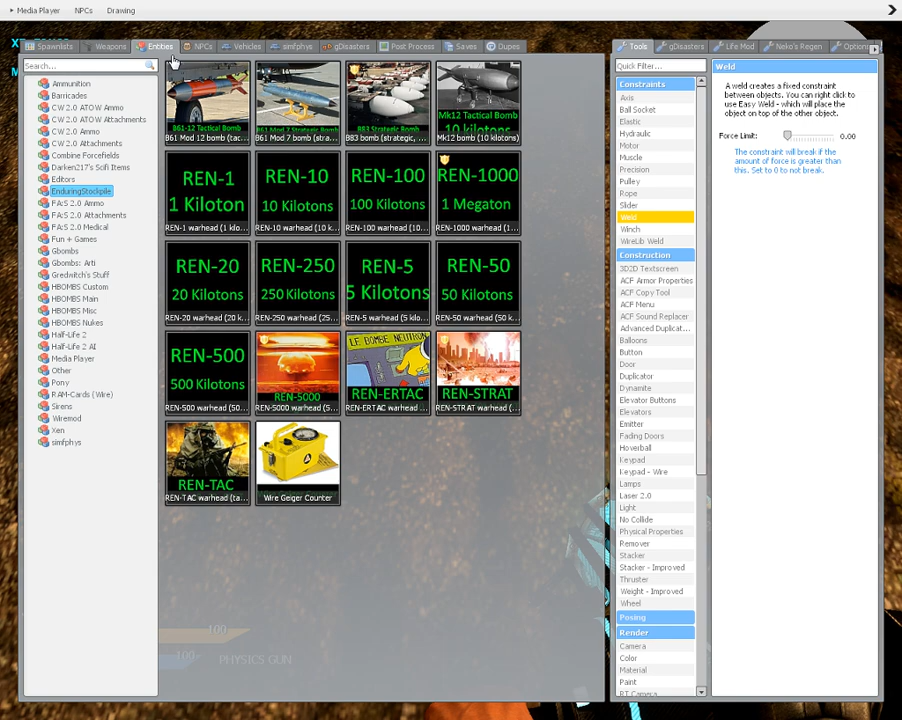 Media Player NPCs Drawing
Spawnlists Weapons Entities NPCs Vehicles simfphys gDisasters Post Process Saves Dupes
Tools gDisasters Life Mod Neko's Regen Option
Search...
Ammunition
Barricades
CW 2.0 ATOW Ammo
CW 2.0 ATOW Attachments
CW 2.0 Ammo
CW 2.0 Attachments
Combine Forcefields
Darken217's Scifi Items
Editors
EnduringStockpile
FA:S 2.0 Ammo
FA:S 2.0 Attachments
FA:S 2.0 Medical
Fun + Games
Gbombs
Gbombs: Arti
Gredwitch's Stuff
HBOMBS Custom
HBOMBS Main
HBOMBS Misc
HBOMBS Nukes
Half-Life 2
Half-Life 2 AI
Media Player
Other
Pony
RAM-Cards (Wire)
Sirens
Wiremod
Xen
simfphys
B61-12 Tactical Bomb
B61 Mod 12 bomb (tac...
B61 Mod 7 Strategic Bomb
B61 Mod 7 bomb (stra...
B83 Strategic Bomb
B83 bomb (strategic, ...
Mk12 Tactical Bomb
10 kilotons
Mk12 bomb (10 kilotons)
REN-1
1 Kiloton
REN-1 warhead (1 kilo...
REN-10
10 Kilotons
REN-10 warhead (10 k...
REN-100
100 Kilotons
REN-100 warhead (10...
REN-1000
1 Megaton
REN-1000 warhead (1...
REN-20
20 Kilotons
REN-20 warhead (20 k...
REN-250
250 Kilotons
REN-250 warhead (25...
REN-5
5 Kilotons
REN-5 warhead (5 kilo...
REN-50
50 Kilotons
REN-50 warhead (50 k...
REN-500
500 Kilotons
REN-500 warhead (50...
REN-5000
REN-5000 warhead (5...
LE BOMBE NEUTRON
REN-ERTAC
REN-ERTAC warhead ...
REN-STRAT
REN-STRAT warhead (...
REN-TAC
REN-TAC warhead (ta...
Wire Geiger Counter
100
100
PHYSICS GUN
Quick Filter...
Constraints
Axis
Ball Socket
Elastic
Hydraulic
Motor
Muscle
Precision
Pulley
Rope
Slider
Weld
Winch
WireLib Weld
Construction
3D2D Textscreen
ACF Armor Properties
ACF Copy Tool
ACF Menu
ACF Sound Replacer
Advanced Duplicat...
Balloons
Button
Door
Duplicator
Dynamite
Elevator Buttons
Elevators
Emitter
Fading Doors
Hoverball
Keypad
Keypad - Wire
Lamps
Laser 2.0
Light
No Collide
Physical Properties
Remover
Stacker
Stacker - Improved
Thruster
Weight - Improved
Wheel
Posing
Render
Camera
Color
Material
Paint
RT Camera
Weld
A weld creates a fixed constraint
between objects. You can right click to
use Easy Weld - which will place the
object on top of the other object.
Force Limit: 0.00
The constraint will break if the
amount of force is greater than
this. Set to 0 to not break.